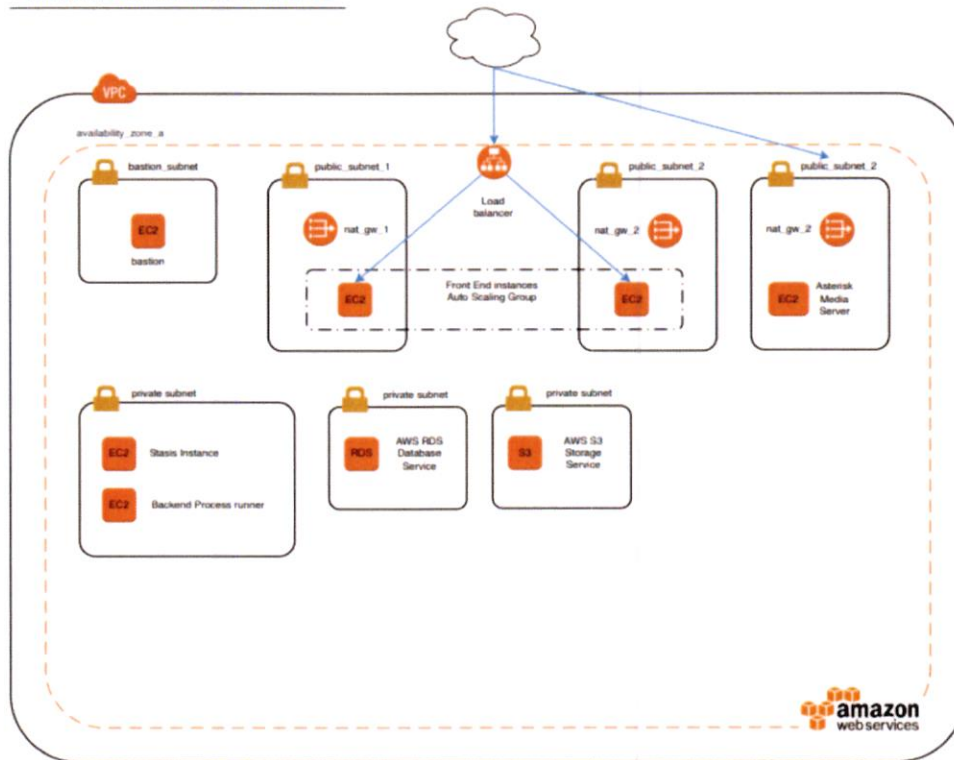 VPC
availability_zone_a
bastion_subnet
EC2
bastion
public_subnet_1
nat_gw_1
EC2
Load
balancer
Front End instances
Auto Scaling Group
public_subnet_2
nat_gw_2
EC2
public_subnet_2
nat_gw_2
EC2
Asterisk
Media
Server
private subnet
EC2
Stasis Instance
EC2
Backend Process runner
private subnet
RDS
AWS RDS
Database
Service
private subnet
S3
AWS S3
Storage
Service
amazon
web services